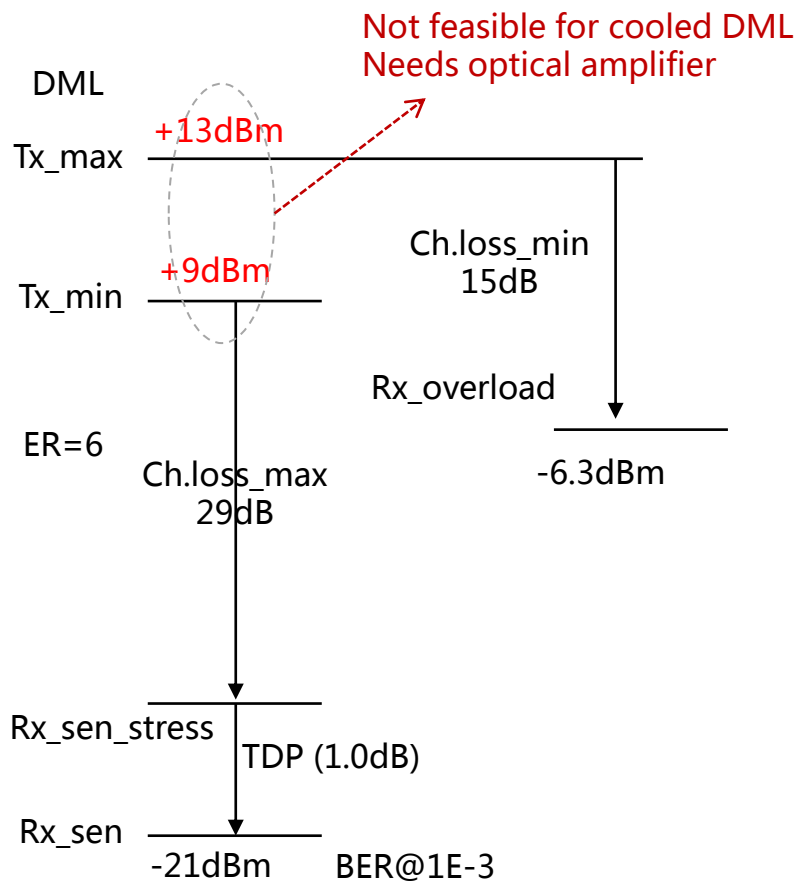 Not feasible for cooled DML
Needs optical amplifier
DML
+13dBm
Tx_max
Ch.loss_min
15dB
+9dBm
Tx_min
Rx_overload
ER=6
Ch.loss_max
29dB
-6.3dBm
Rx_sen_stress
TDP (1.0dB)
Rx_sen
-21dBm
BER@1E-3